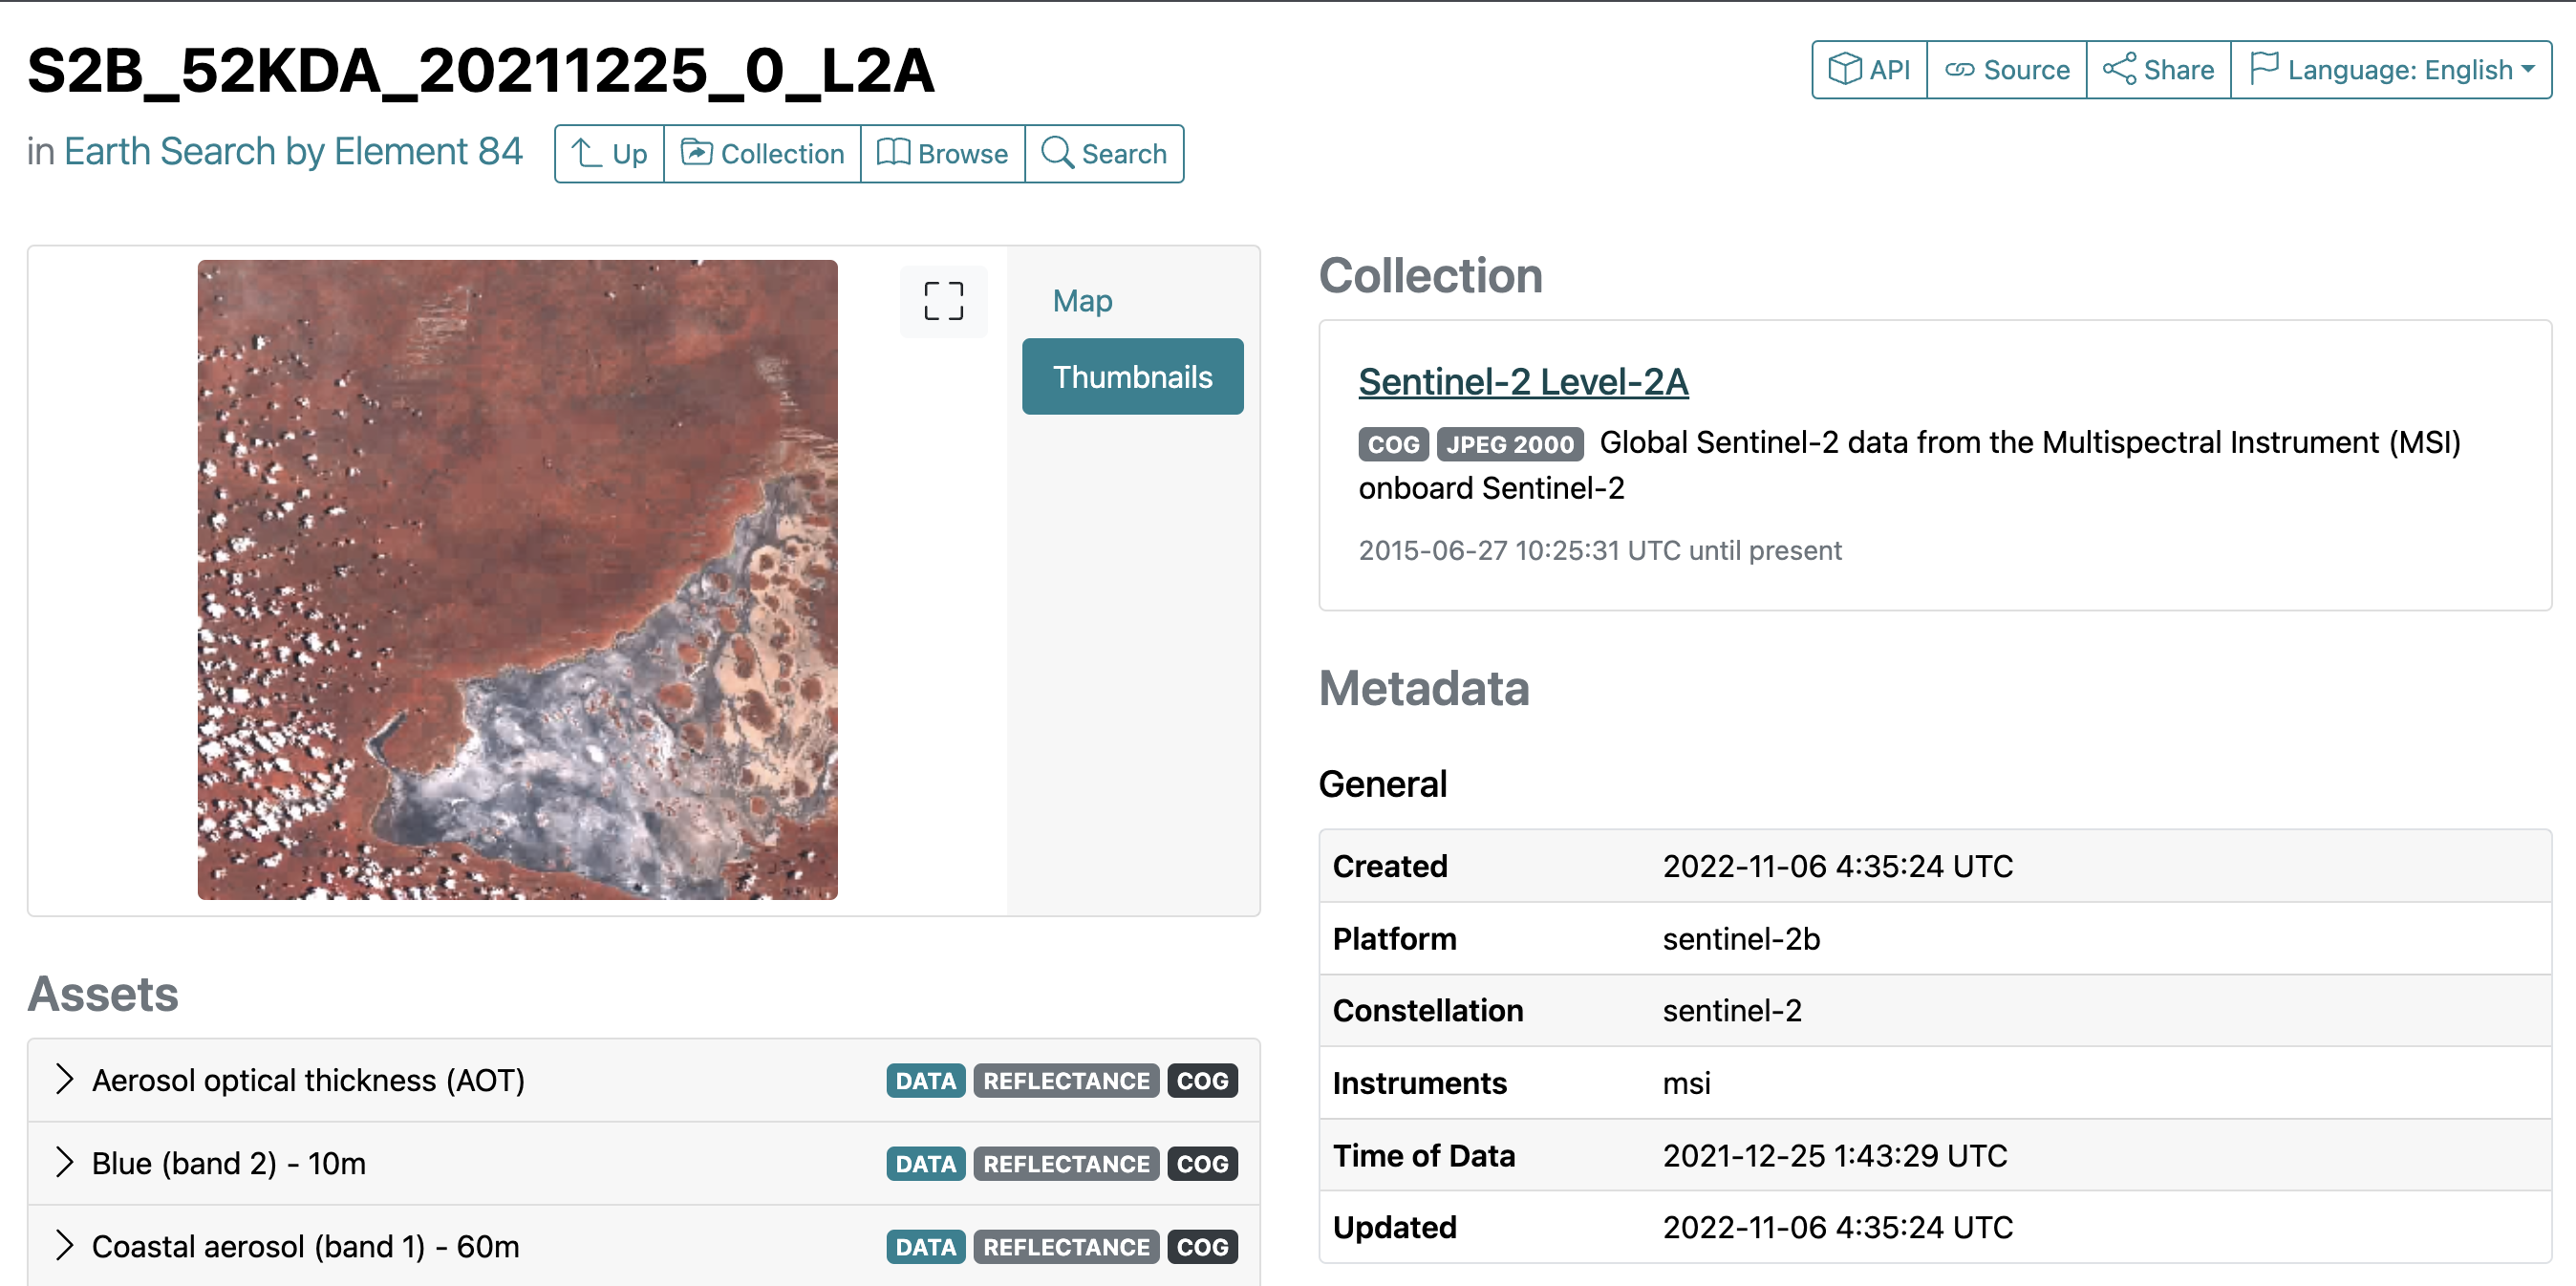 S2B_52KDA_20211225_0_L2A
API
Source
Share
Language: English
in Earth Search by Element 84
Up
Collection
Browse
Search
Map
Thumbnails
Collection
Sentinel-2 Level-2A
COG JPEG 2000 Global Sentinel-2 data from the Multispectral Instrument (MSI)
onboard Sentinel-2
2015-06-27 10:25:31 UTC until present
Metadata
General
Created 2022-11-06 4:35:24 UTC
Platform sentinel-2b
Constellation sentinel-2
Instruments msi
Time of Data 2021-12-25 1:43:29 UTC
Updated 2022-11-06 4:35:24 UTC
Assets
Aerosol optical thickness (AOT) DATA REFLECTANCE COG
Blue (band 2) - 10m DATA REFLECTANCE COG
Coastal aerosol (band 1) - 60m DATA REFLECTANCE COG